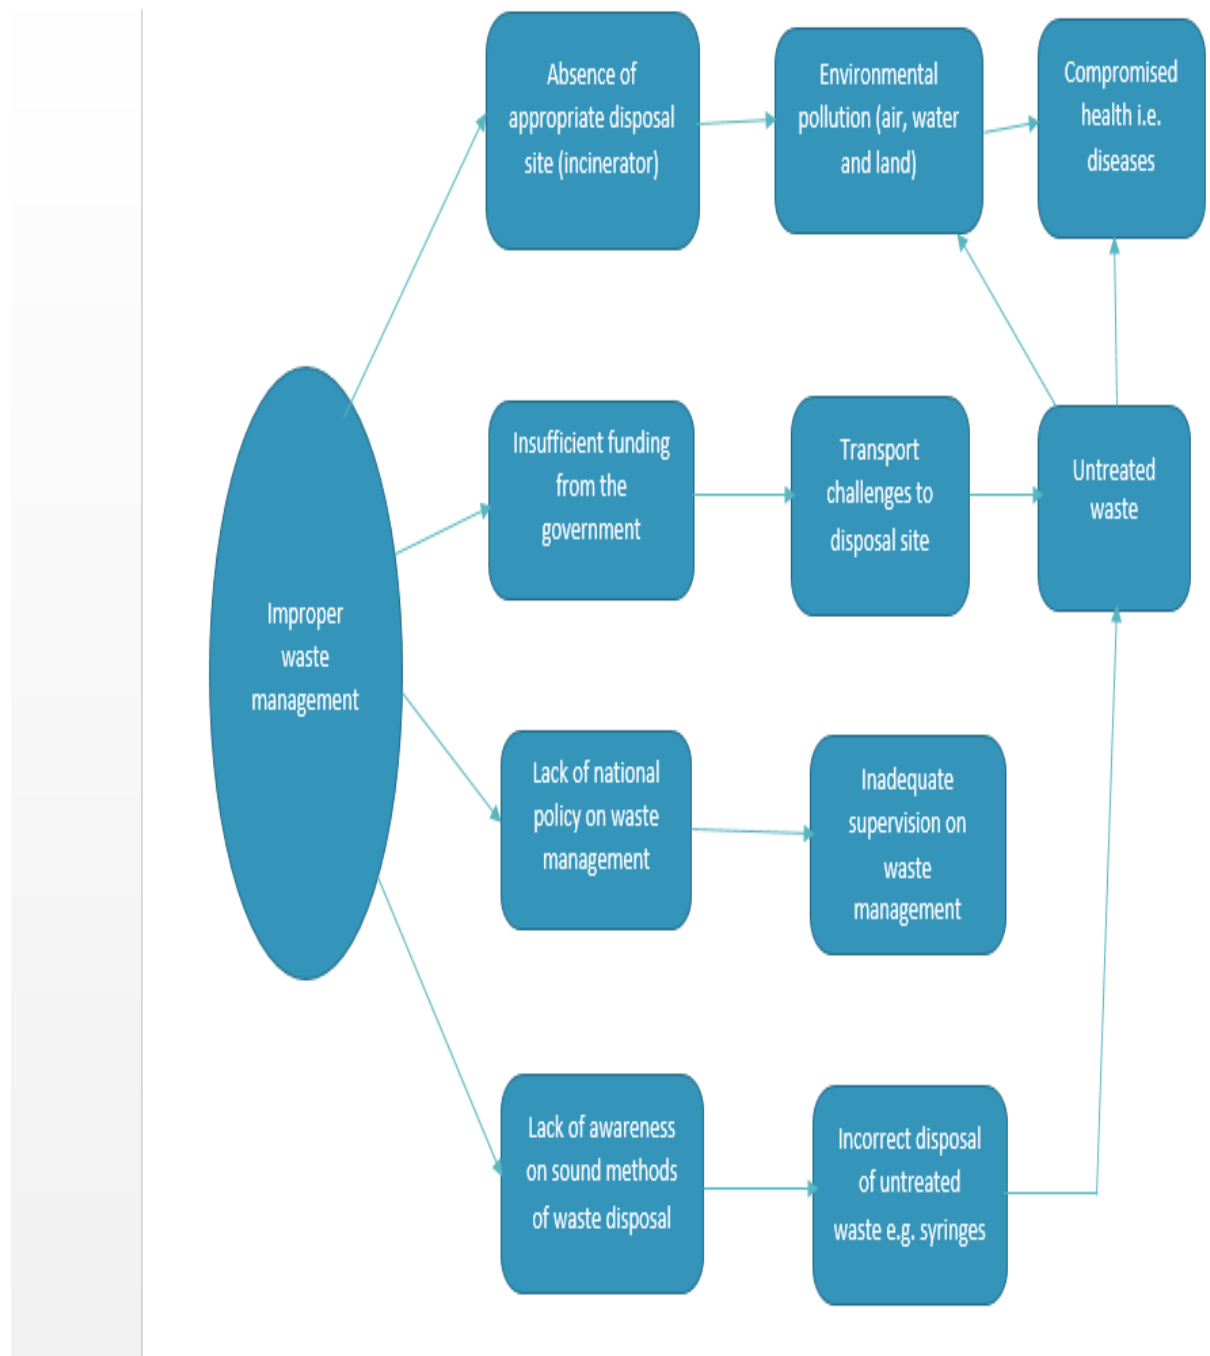 Absence of
appropriate disposal
site (incinerator)
Environmental
pollution (air, water
and land)
Compromised
health i.e.
diseases
Improper
waste
management
Insufficient funding
from the
government
Transport
challenges to
disposal site
Untreated
waste
Lack of national
policy on waste
management
Inadequate
supervision on
waste
management
Lack of awareness
on sound methods
of waste disposal
Incorrect disposal
of untreated
waste e.g. syringes